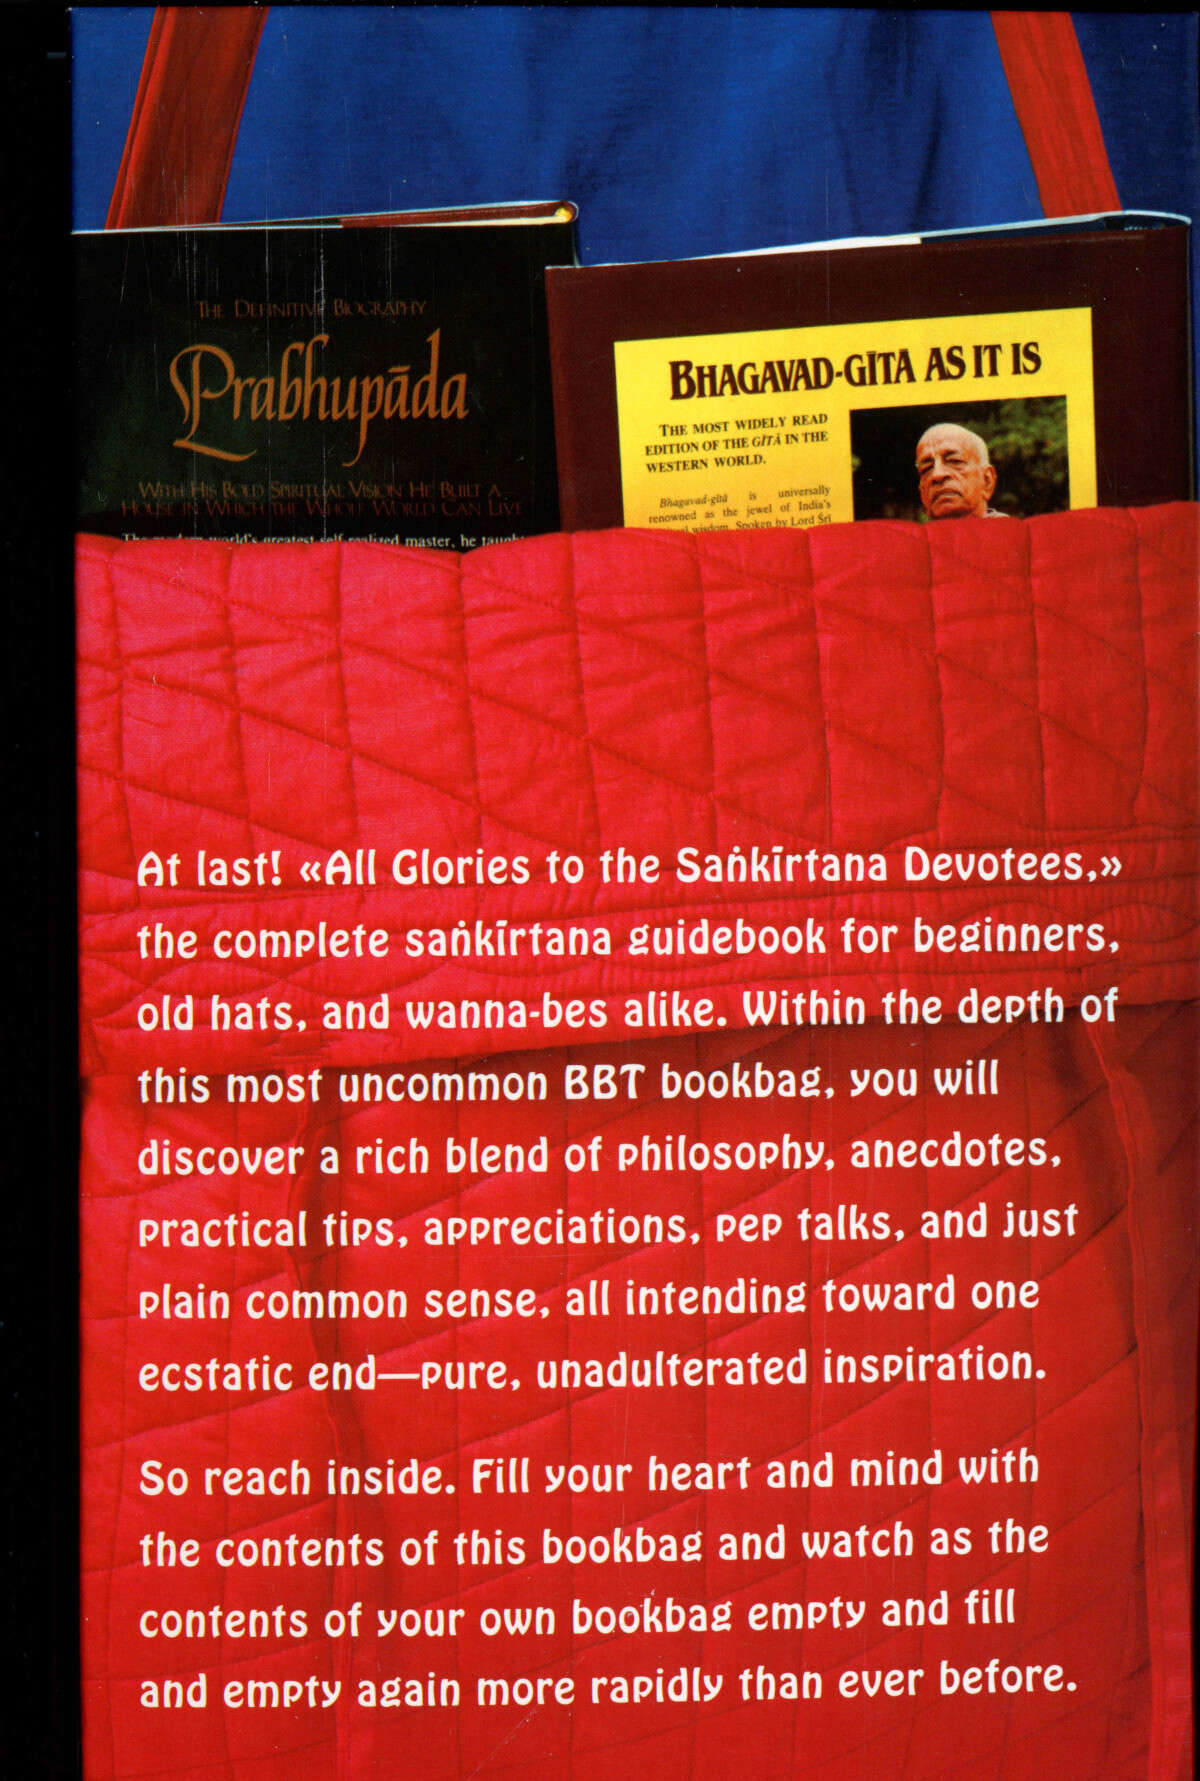 THE DEFINITIVE BIOGRAPHY
Prabhupāda
WITH HIS BOLD SPIRITUAL VISION HE BUILT A
HOUSE IN WHICH THE WHOLE WORLD CAN LIVE
The modern world's greatest self-realized master, he taught
BHAGAVAD-GĪTĀ AS IT IS
THE MOST WIDELY READ
EDITION OF THE GĪTĀ IN THE
WESTERN WORLD.
Bhagavad-gītā is universally
renowned as the jewel of India's
wisdom. Spoken by Lord Śrī
At last! «All Glories to the Saṅkīrtana Devotees,»
the complete saṅkīrtana guidebook for beginners,
old hats, and wanna-bes alike. Within the depth of
this most uncommon BBT bookbag, you will
discover a rich blend of philosophy, anecdotes,
practical tips, appreciations, pep talks, and just
plain common sense, all intending toward one
ecstatic end—pure, unadulterated inspiration.
So reach inside. Fill your heart and mind with
the contents of this bookbag and watch as the
contents of your own bookbag empty and fill
and empty again more rapidly than ever before.